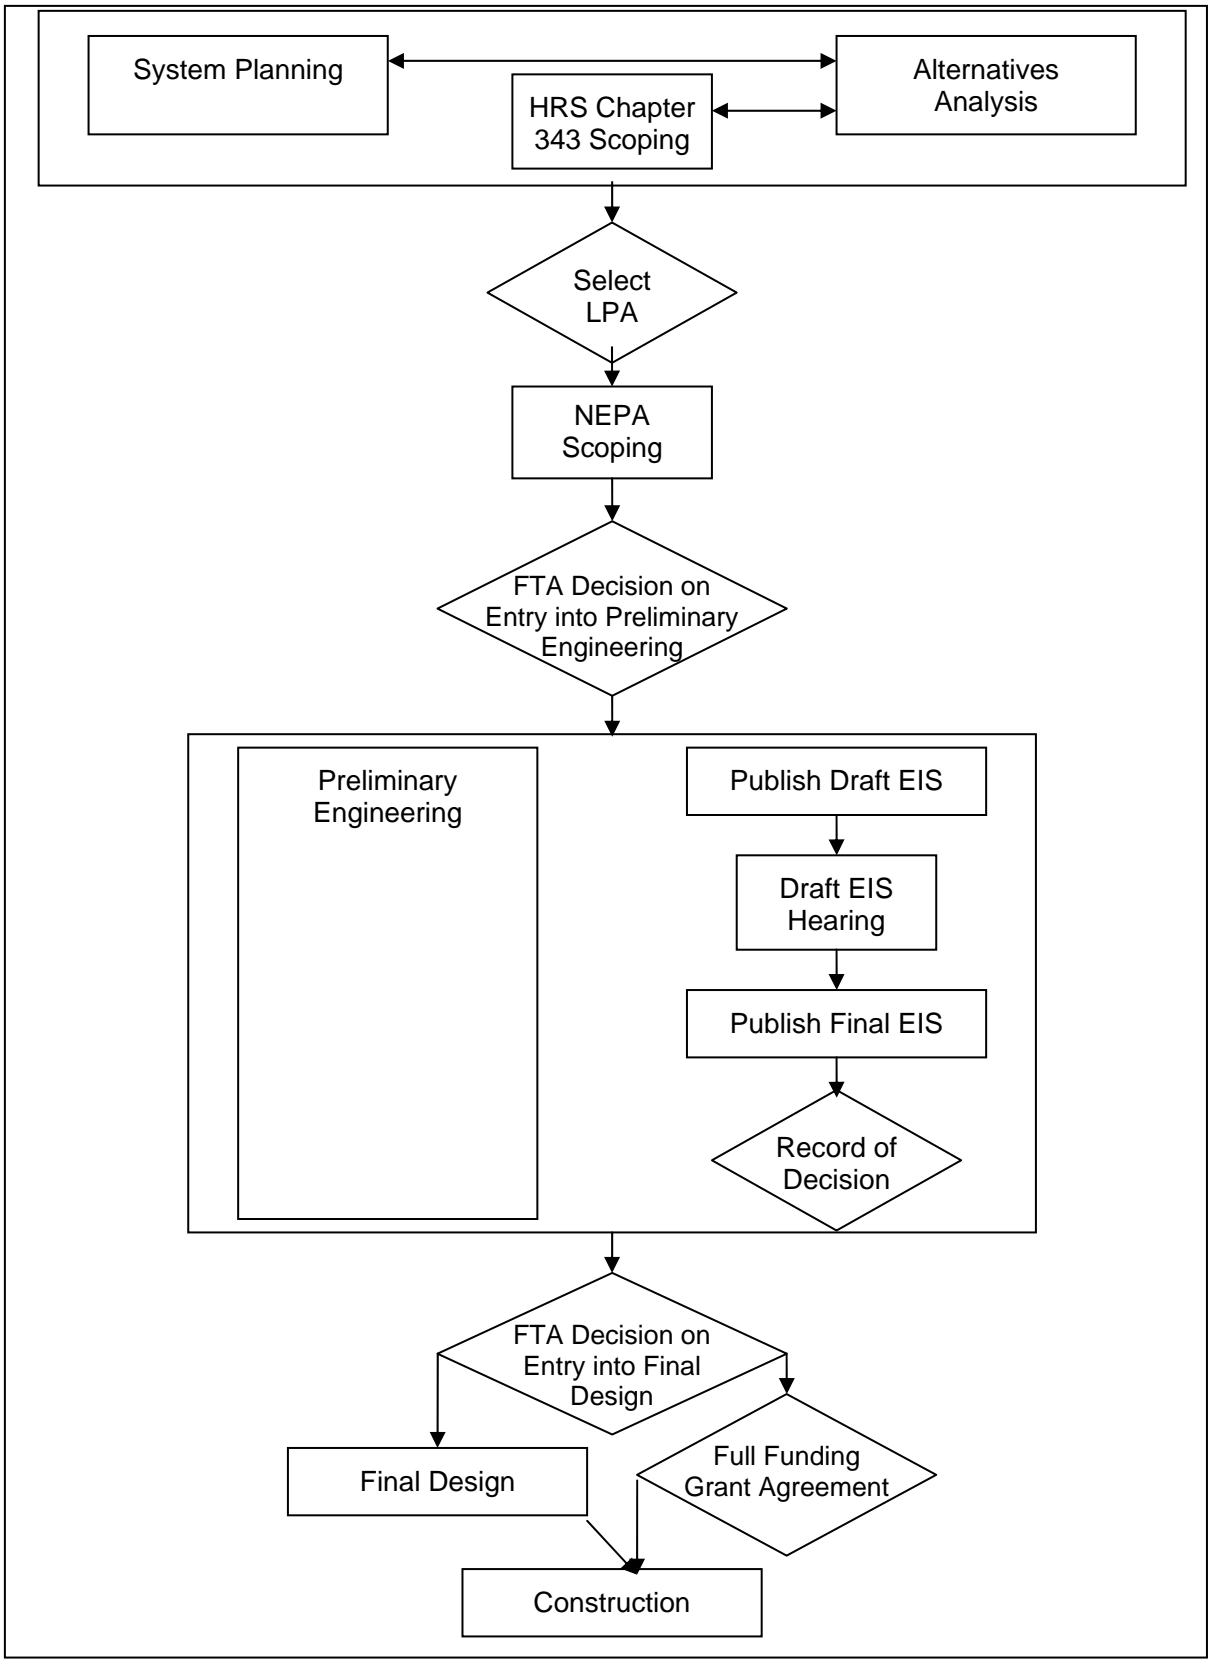 System Planning
Alternatives
Analysis
HRS Chapter
343 Scoping
Select
LPA
NEPA
Scoping
FTA Decision on
Entry into Preliminary
Engineering
Preliminary
Engineering
Publish Draft EIS
Draft EIS
Hearing
Publish Final EIS
Record of
Decision
FTA Decision on
Entry into Final
Design
Final Design
Full Funding
Grant Agreement
Construction